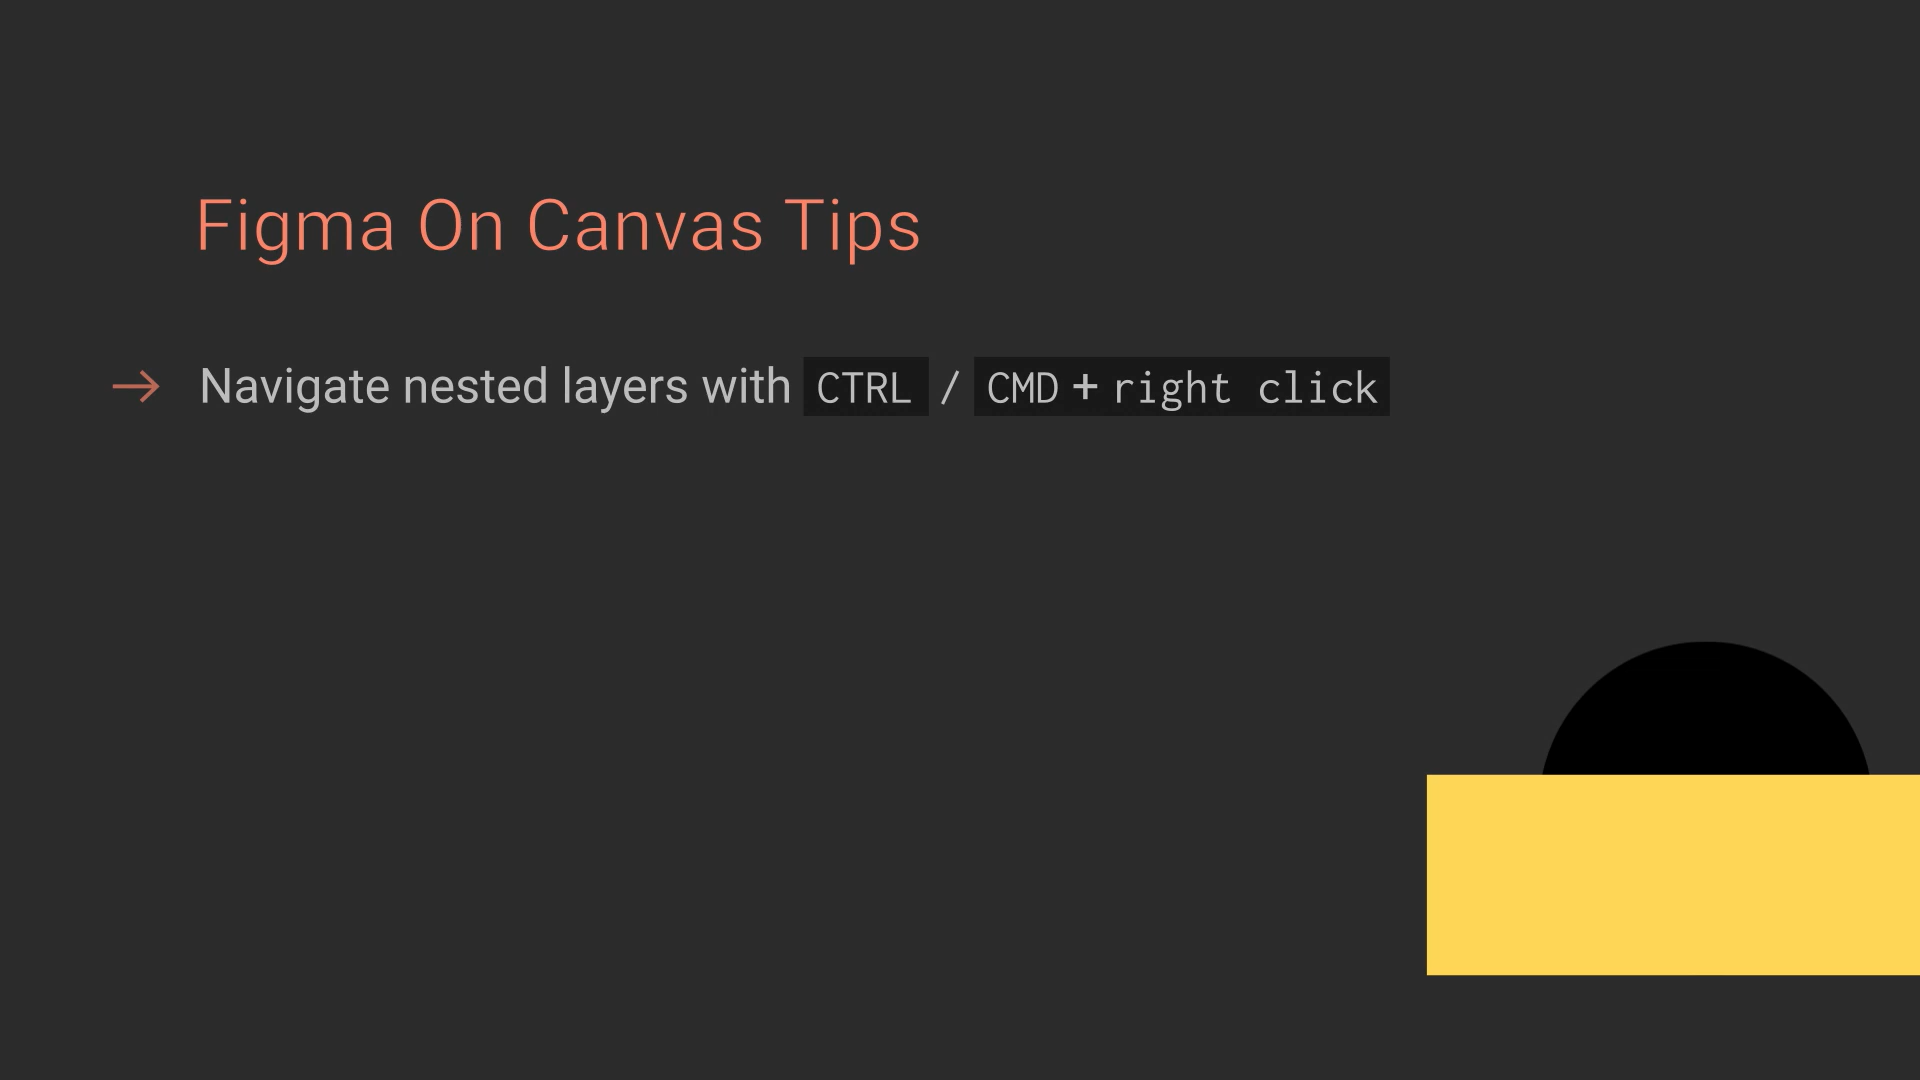 Figma On Canvas Tips
→ Navigate nested layers with CTRL / CMD + right click